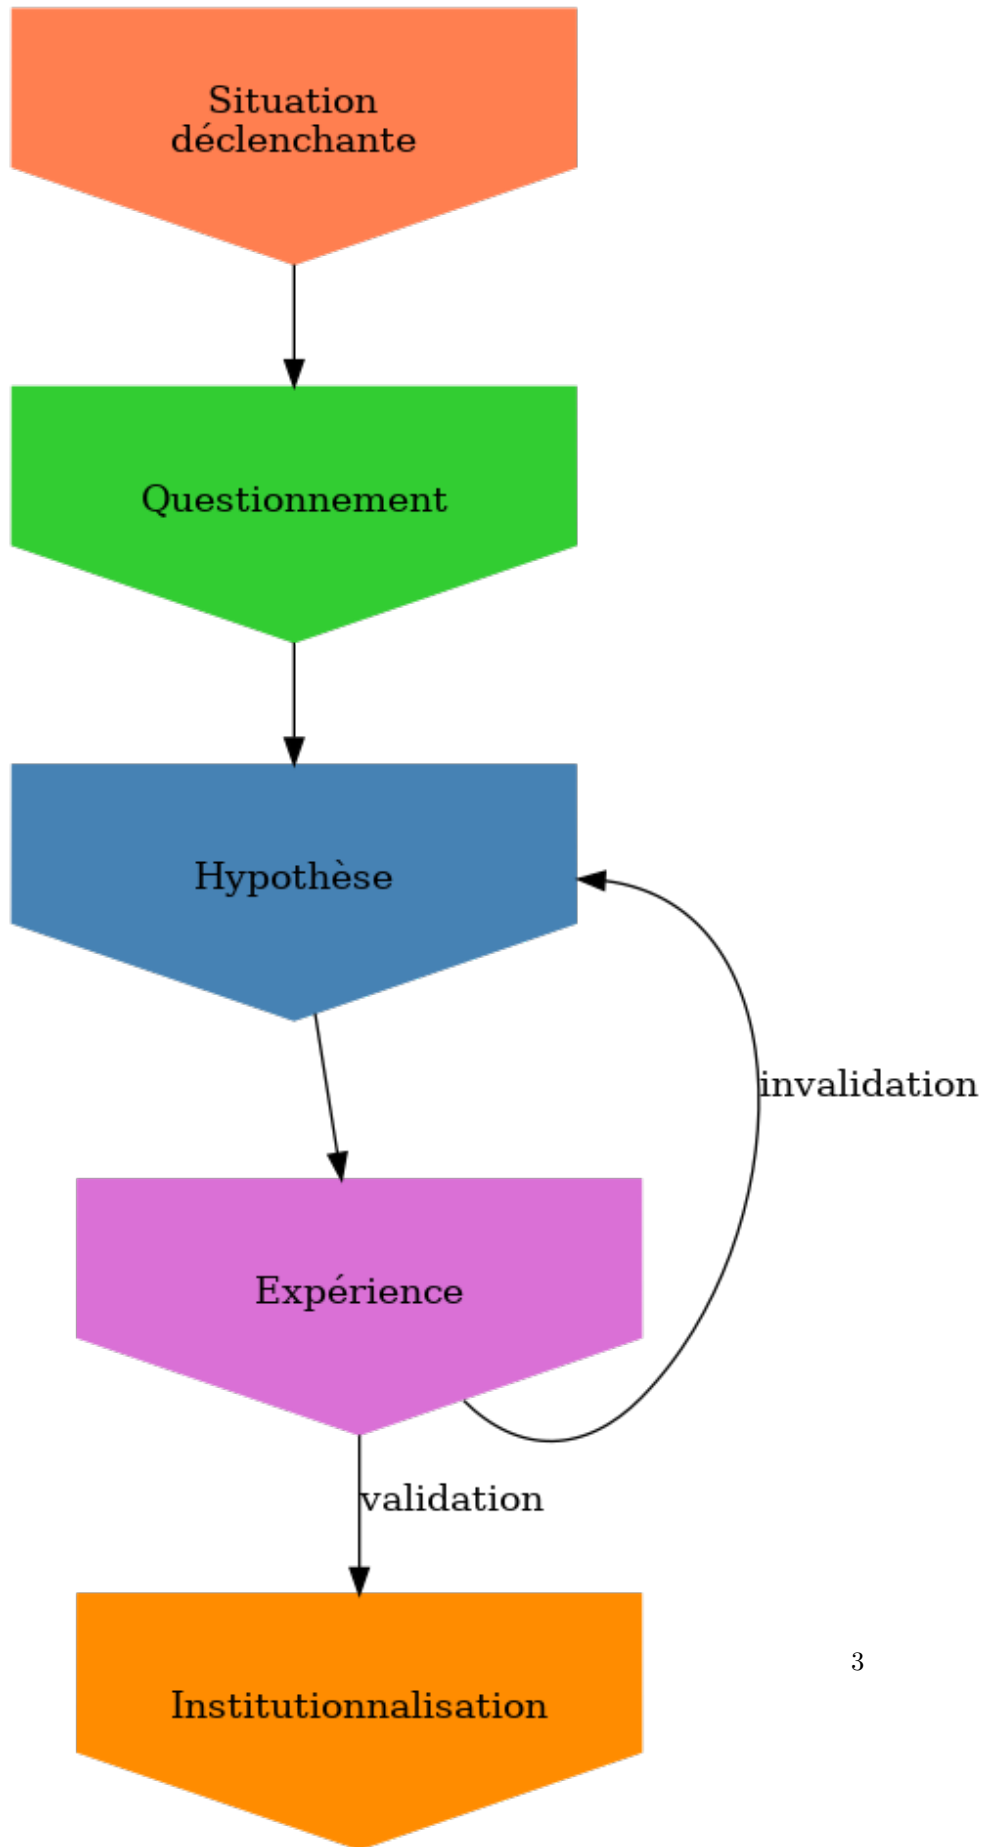 Situation
déclenchante
Questionnement
Hypothèse
invalidation
Expérience
validation
3
Institutionnalisation